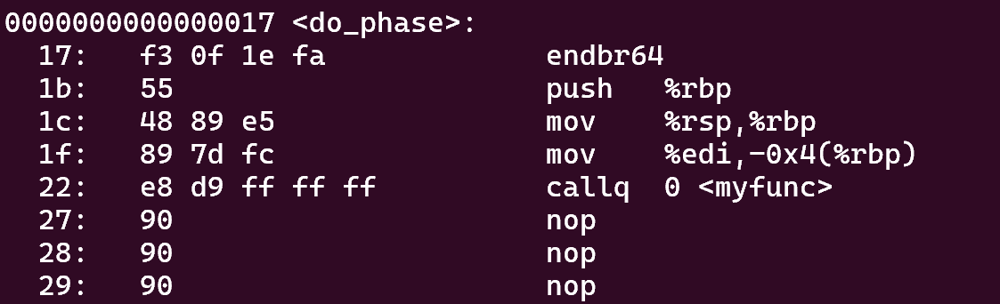 0000000000000017 <do_phase>:
  17:   f3 0f 1e fa             endbr64
  1b:   55                      push   %rbp
  1c:   48 89 e5                mov    %rsp,%rbp
  1f:   89 7d fc                mov    %edi,-0x4(%rbp)
  22:   e8 d9 ff ff ff          callq  0 <myfunc>
  27:   90                      nop
  28:   90                      nop
  29:   90                      nop